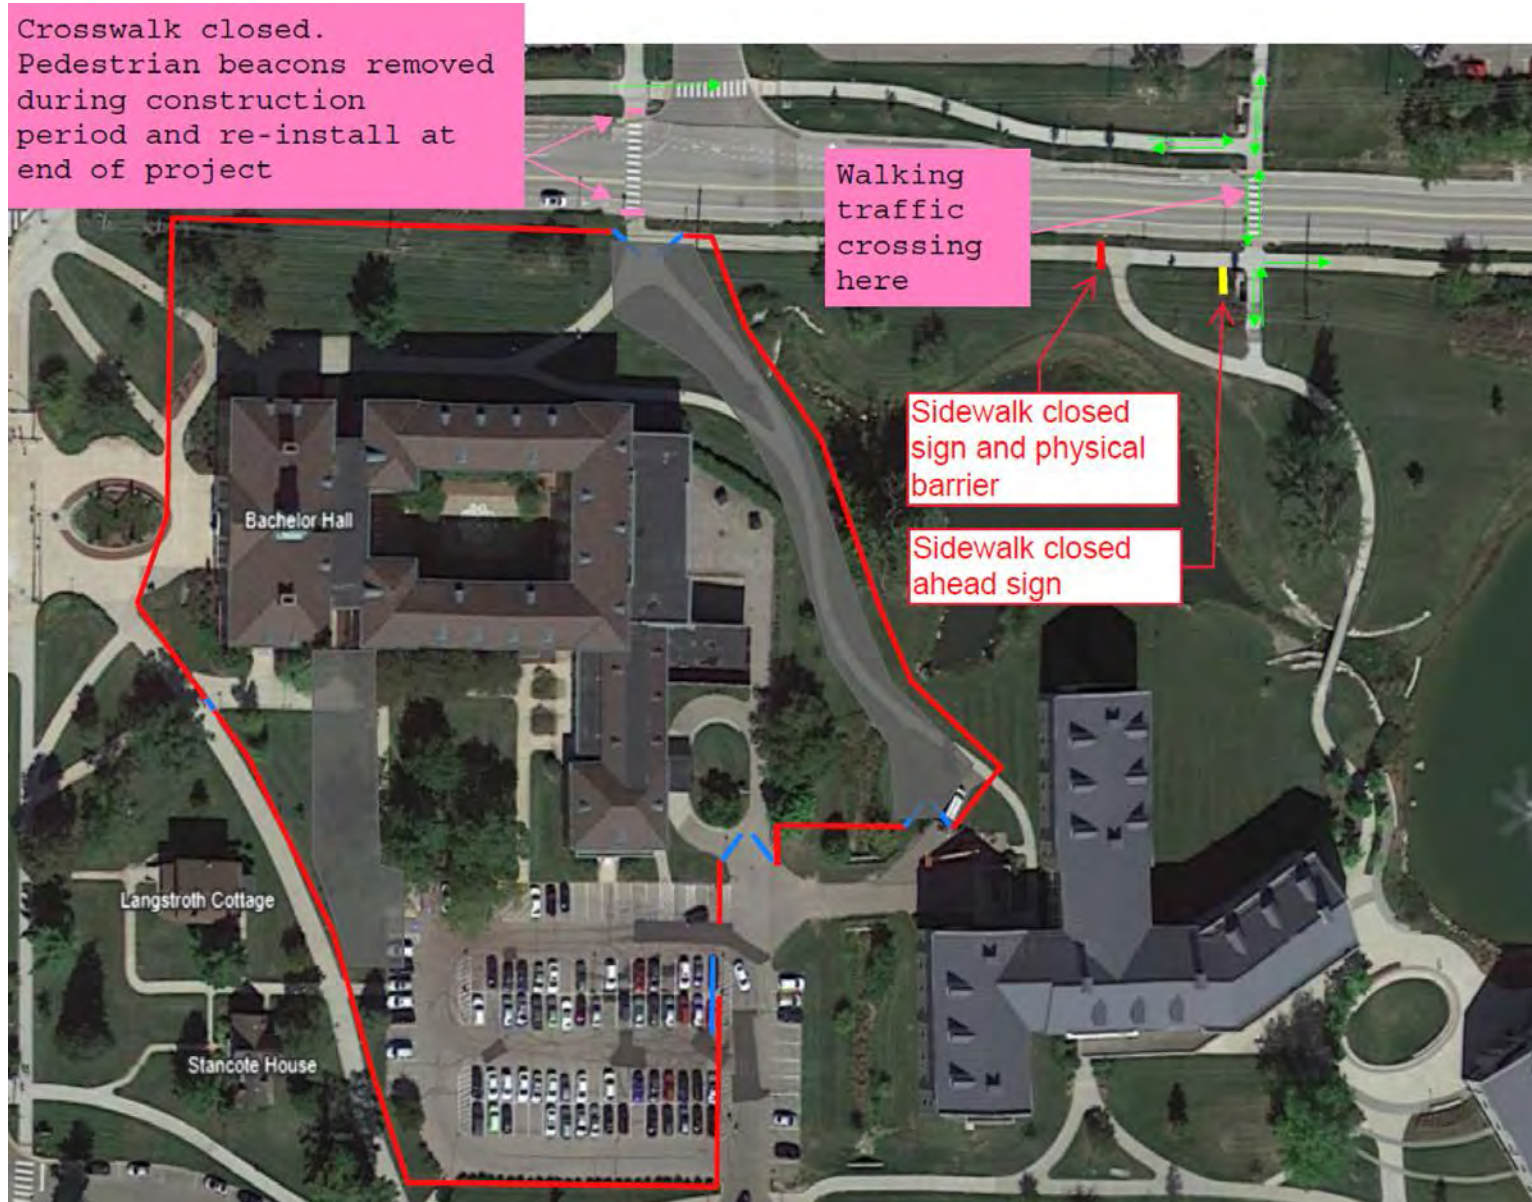 Crosswalk closed.
Pedestrian beacons removed
during construction
period and re-install at
end of project
Walking
traffic
crossing
here
Sidewalk closed
sign and physical
barrier
Sidewalk closed
ahead sign
Bachelor Hall
Langstroth Cottage
Stancote House